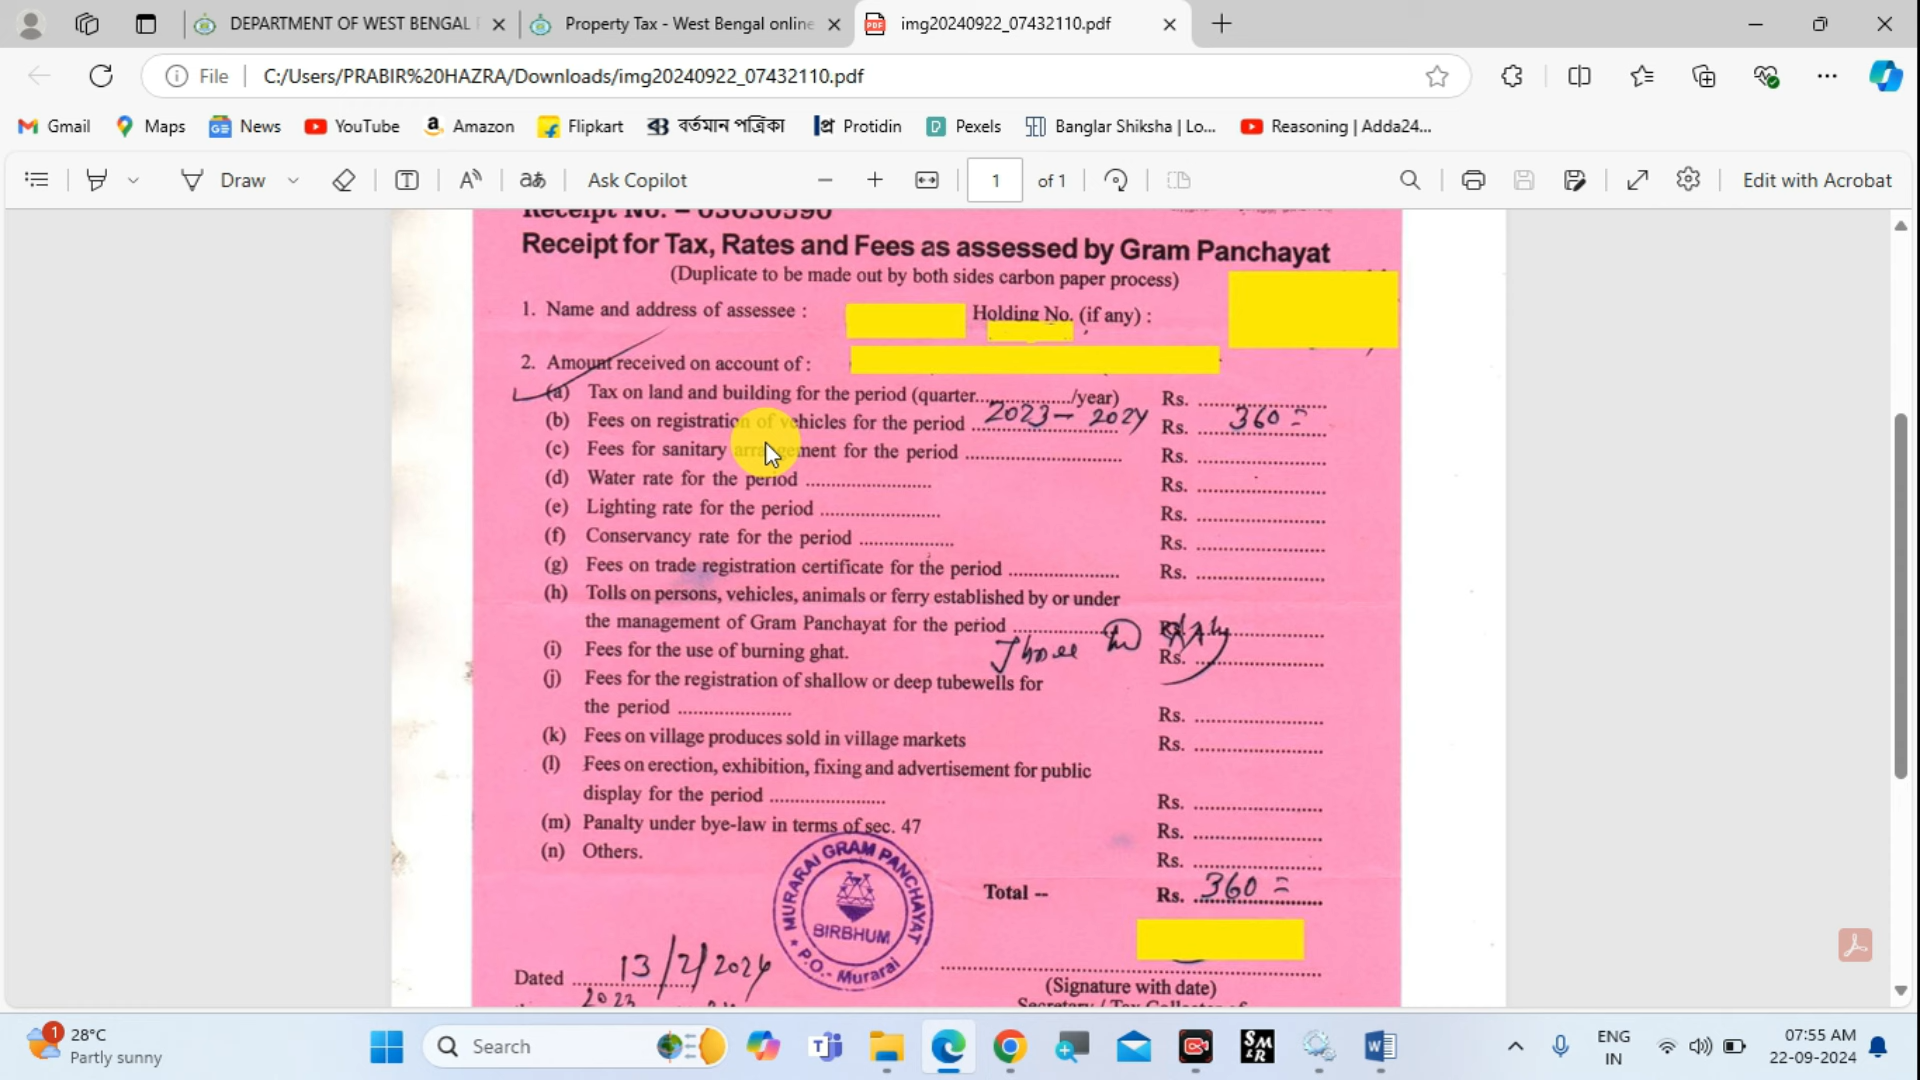 DEPARTMENT OF WEST BENGAL
Property Tax - West Bengal online
img20240922_07432110.pdf
File
C:/Users/PRABIR%20HAZRA/Downloads/img20240922_07432110.pdf
Gmail
Maps
News
YouTube
Amazon
Flipkart
বর্তমান পত্রিকা
Protidin
Pexels
Banglar Shiksha | Lo...
Reasoning | Adda24...
Draw
Ask Copilot
1 of 1
Edit with Acrobat
Receipt No. – 03030590
Receipt for Tax, Rates and Fees as assessed by Gram Panchayat
(Duplicate to be made out by both sides carbon paper process)
1. Name and address of assessee : Holding No. (if any) :
2. Amount received on account of :
(a) Tax on land and building for the period (quarter................./year) Rs. ........................
(b) Fees on registration of vehicles for the period 2023 - 2024 Rs. 360=
(c) Fees for sanitary arrangement for the period .......................... Rs. ........................
(d) Water rate for the period ..................... Rs. ........................
(e) Lighting rate for the period .................... Rs. ........................
(f) Conservancy rate for the period ................ Rs. ........................
(g) Fees on trade registration certificate for the period ................... Rs. ........................
(h) Tolls on persons, vehicles, animals or ferry established by or under
the management of Gram Panchayat for the period ................ Rs. ........................
(i) Fees for the use of burning ghat. Three Rs. ........................
(j) Fees for the registration of shallow or deep tubewells for
the period ................... Rs. ........................
(k) Fees on village produces sold in village markets Rs. ........................
(l) Fees on erection, exhibition, fixing and advertisement for public
display for the period ................... Rs. ........................
(m) Panalty under bye-law in terms of sec. 47 Rs. ........................
(n) Others. Rs. ........................
Total -- Rs. 360=
MURARAI GRAM PANCHAYAT
BIRBHUM
P.O.- Murarai
Dated 13/2/2024
(Signature with date)
Secretary / Tax Collector of
2023
28°C
Partly sunny
Search
ENG
IN
07:55 AM
22-09-2024